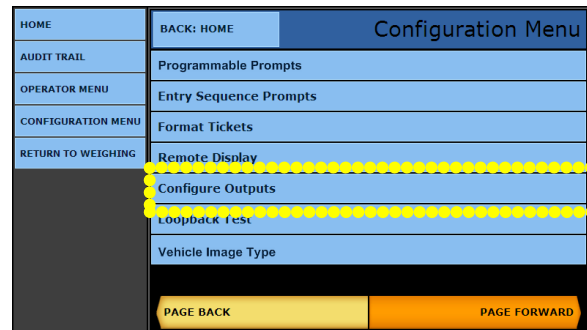 HOME
AUDIT TRAIL
OPERATOR MENU
CONFIGURATION MENU
RETURN TO WEIGHING
BACK: HOME
Configuration Menu
Programmable Prompts
Entry Sequence Prompts
Format Tickets
Remote Display
Configure Outputs
Loopback Test
Vehicle Image Type
PAGE BACK
PAGE FORWARD